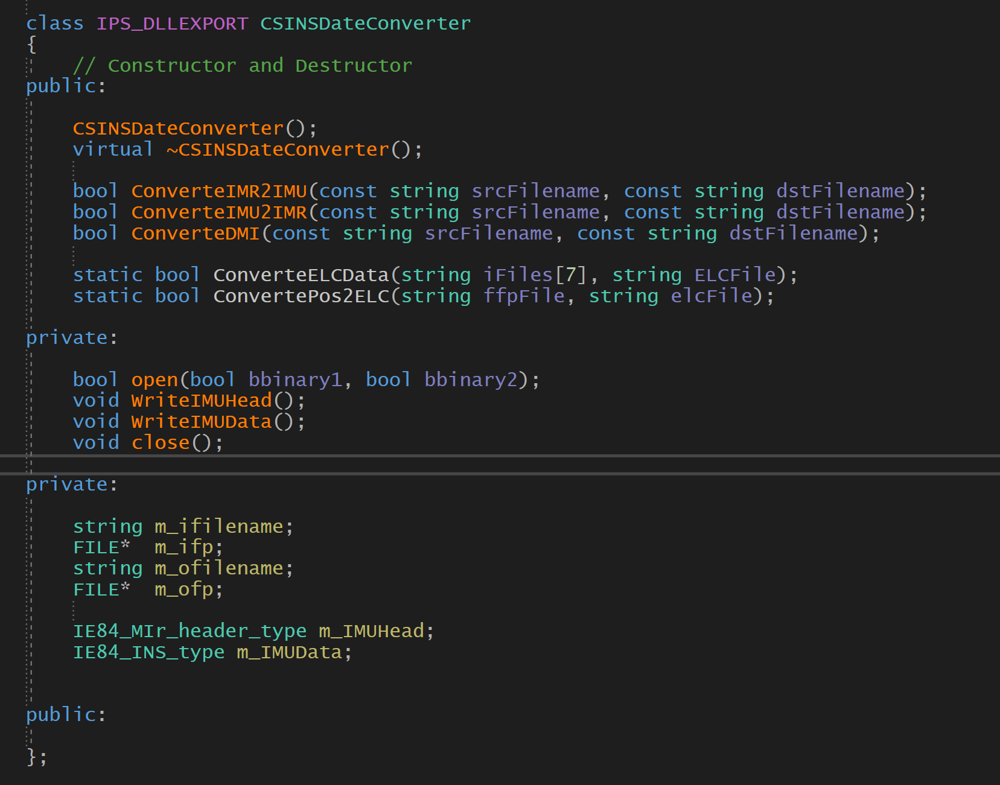 class IPS_DLLEXPORT CSINSDateConverter
{
    // Constructor and Destructor
public:
    CSINSDateConverter();
    virtual ~CSINSDateConverter();
    bool ConverteIMR2IMU(const string srcFilename, const string dstFilename);
    bool ConverteIMU2IMR(const string srcFilename, const string dstFilename);
    bool ConverteDMI(const string srcFilename, const string dstFilename);
    static bool ConverteELCData(string iFiles[7], string ELCFile);
    static bool ConvertePos2ELC(string ffpFile, string elcFile);
private:
    bool open(bool bbinary1, bool bbinary2);
    void WriteIMUHead();
    void WriteIMUData();
    void close();
private:
    string m_ifilename;
    FILE*  m_ifp;
    string m_ofilename;
    FILE*  m_ofp;
    IE84_MIr_header_type m_IMUHead;
    IE84_INS_type m_IMUData;
public:
};